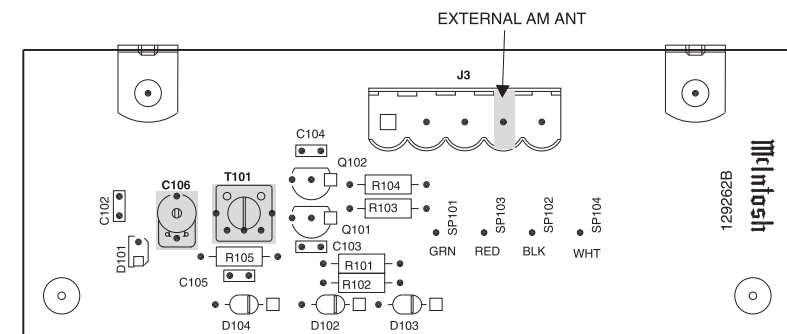 EXTERNAL AM ANT
J3
C104
Q102
T101
C106
R104
C102
R103
SP101
SP103
SP102
SP104
129262B
McIntosh
Q101
D101
C103
GRN
RED
BLK
WHT
R105
R101
C105
R102
D104
D102
D103